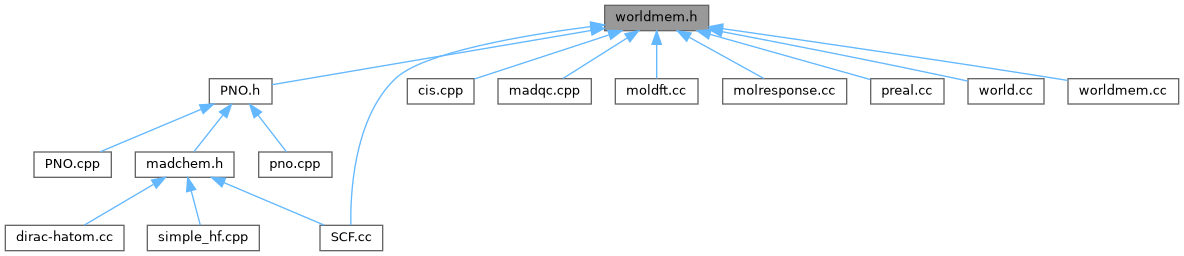 worldmem.h
PNO.h
cis.cpp
madqc.cpp
moldft.cc
molresponse.cc
preal.cc
world.cc
worldmem.cc
PNO.cpp
madchem.h
pno.cpp
dirac-hatom.cc
simple_hf.cpp
SCF.cc